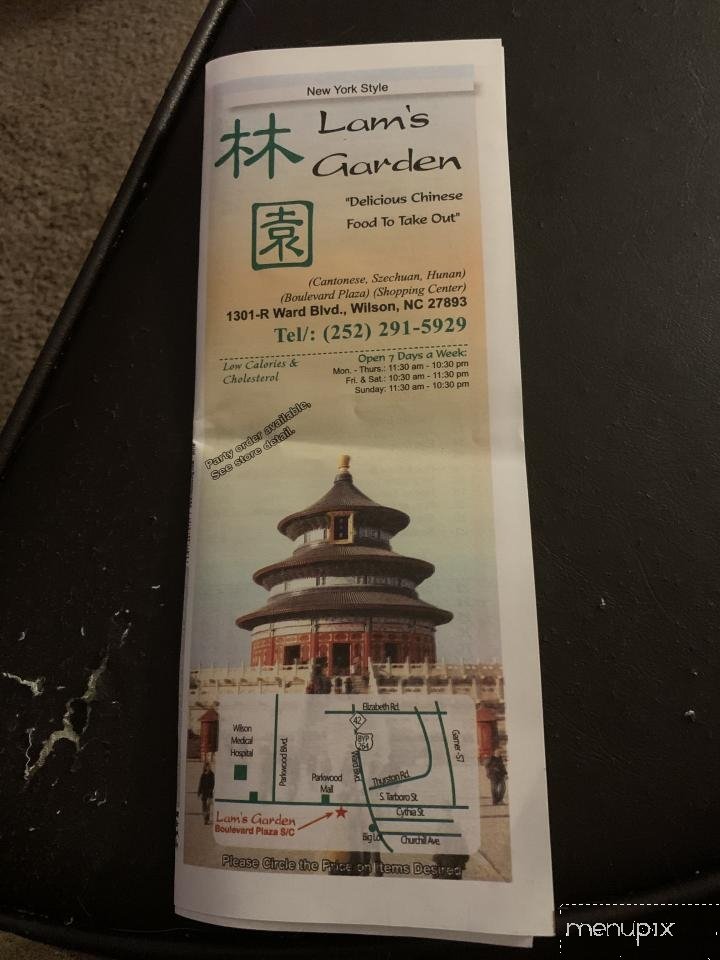 New York Style
林 Lam's
Garden
園
"Delicious Chinese
Food To Take Out"
(Cantonese, Szechuan, Hunan)
(Boulevard Plaza) (Shopping Center)
1301-R Ward Blvd., Wilson, NC 27893
Tel/: (252) 291-5929
Low Calories &
Cholesterol
Open 7 Days a Week:
Mon. - Thurs.: 11:30 am - 10:30 pm
Fri. & Sat.: 10:30 am - 11:30 pm
Sunday: 11:30 am - 10:30 pm
Party order available,
See store detail.
Elizabeth Rd.
42
BYP
264
Wilson
Medical
Hospital
Parkwood Blvd.
Ward Blvd.
Garner -ST
Parkwood
Mall
Thurston Rd.
S. Tarboro St.
Cythia St.
Lam's Garden
Boulevard Plaza S/C
Big Lot
Churchill Ave.
Please Circle the Price on Items Desired
menupix